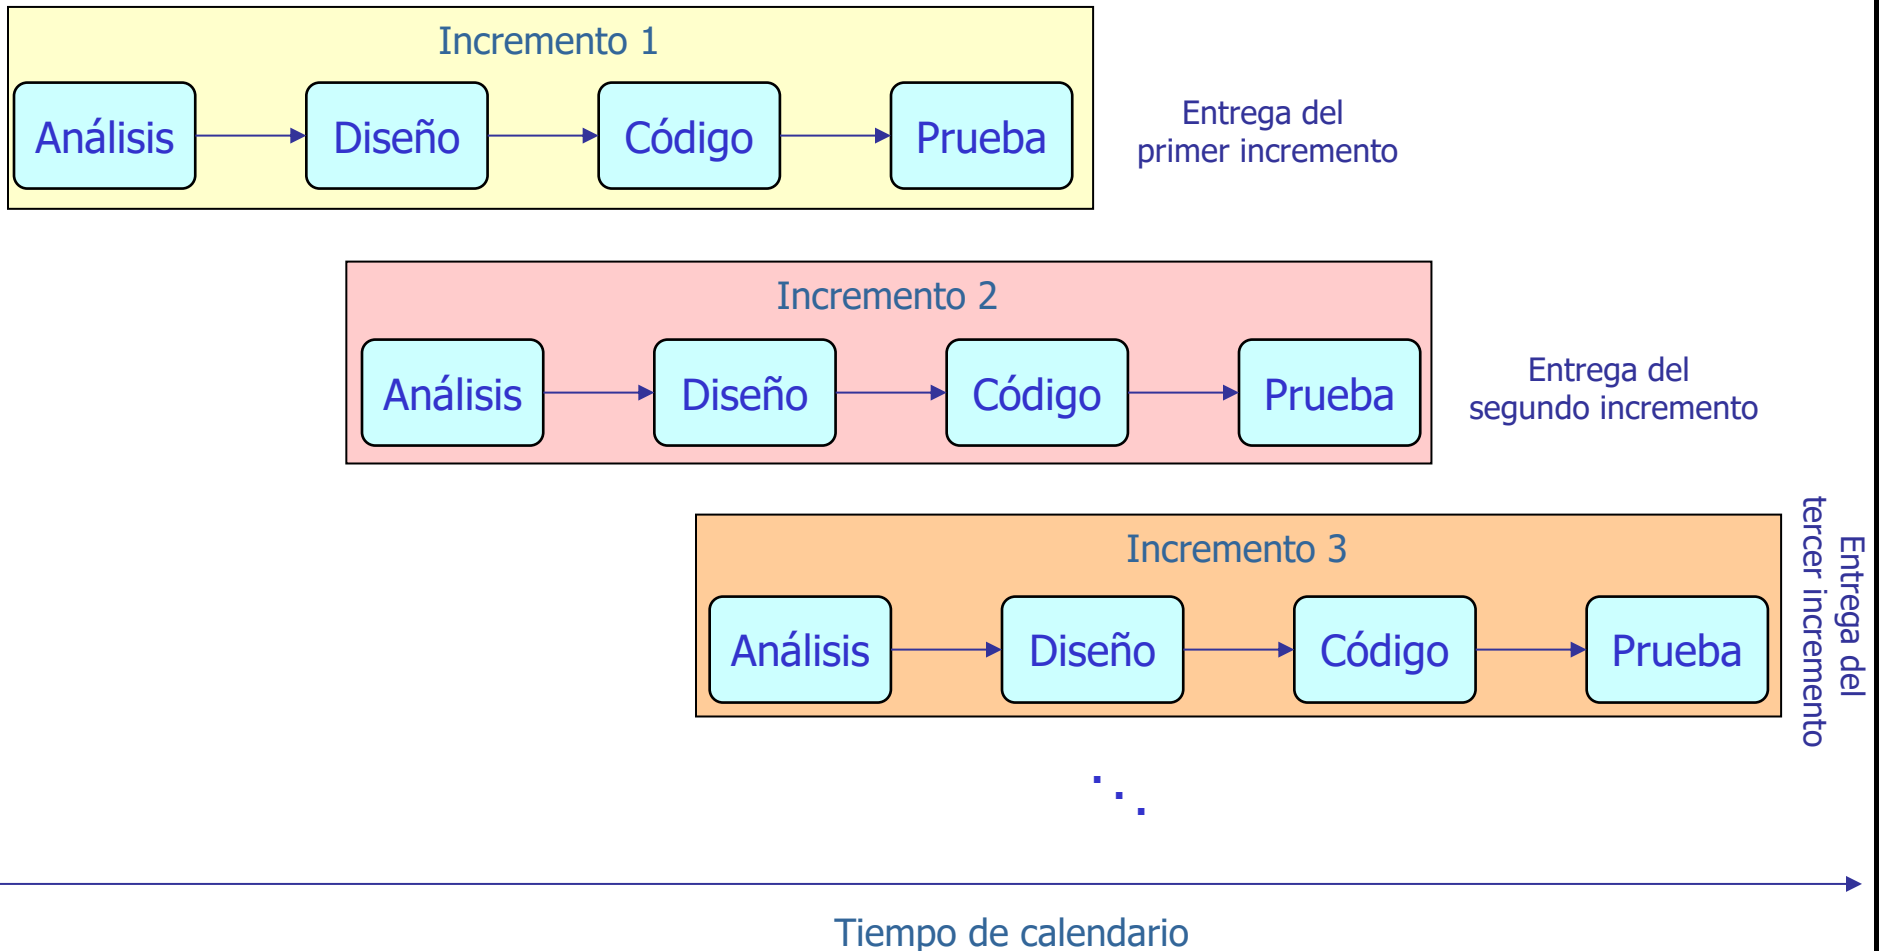 Incremento 1
Análisis
Diseño
Código
Prueba
Entrega del
primer incremento
Incremento 2
Análisis
Diseño
Código
Prueba
Entrega del
segundo incremento
Incremento 3
Análisis
Diseño
Código
Prueba
Entrega del
tercer incremento
Tiempo de calendario